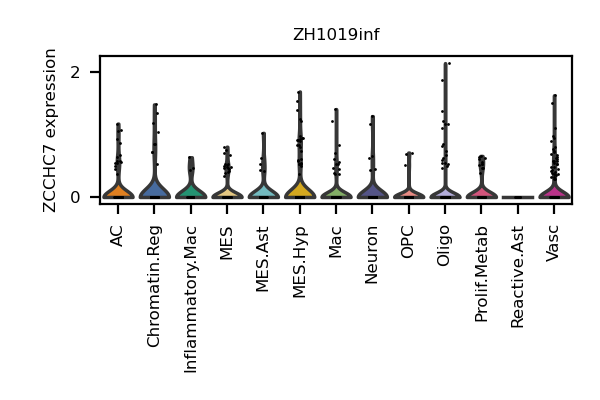 ZH1019inf
ZCCHC7 expression
2
0
AC
Chromatin.Reg
Inflammatory.Mac
MES
MES.Ast
MES.Hyp
Mac
Neuron
OPC
Oligo
Prolif.Metab
Reactive.Ast
Vasc